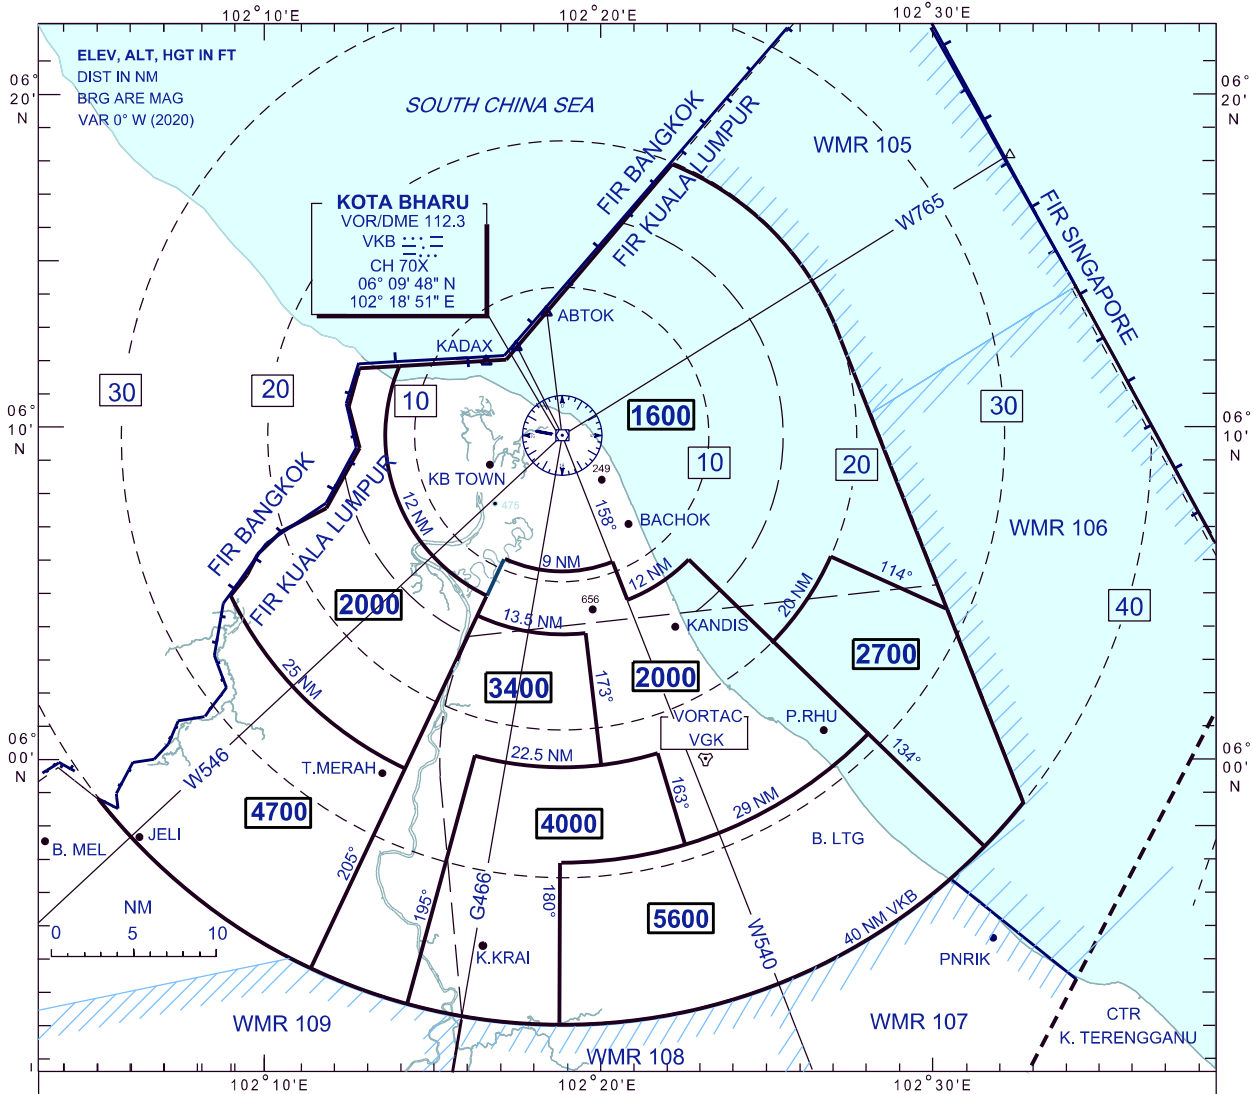 102°10'E
102°20'E
102°30'E
ELEV, ALT, HGT IN FT
DIST IN NM
BRG ARE MAG
VAR 0° W (2020)
06°
20'
N
06°
20'
N
SOUTH CHINA SEA
FIR BANGKOK
FIR KUALA LUMPUR
WMR 105
W765
FIR SINGAPORE
KOTA BHARU
VOR/DME 112.3
VKB
CH 70X
06° 09' 48" N
102° 18' 51" E
ABTOK
KADAX
30
20
10
1600
30
06°
10'
N
06°
10'
N
10
20
249
KB TOWN
475
BACHOK
158°
12 NM
FIR BANGKOK
FIR KUALA LUMPUR
WMR 106
9 NM
12 NM
20 NM
114°
2000
656
40
13.5 NM
KANDIS
25 NM
3400
173°
2000
2700
VORTAC
VGK
P.RHU
134°
06°
00'
N
06°
00'
N
W546
T.MERAH
22.5 NM
163°
29 NM
4700
4000
B. LTG
JELI
B. MEL
205°
195°
G466
180°
5600
40 NM VKB
W540
NM
0
5
10
K.KRAI
PNRIK
WMR 109
WMR 108
WMR 107
CTR
K. TERENGGANU
102°10'E
102°20'E
102°30'E